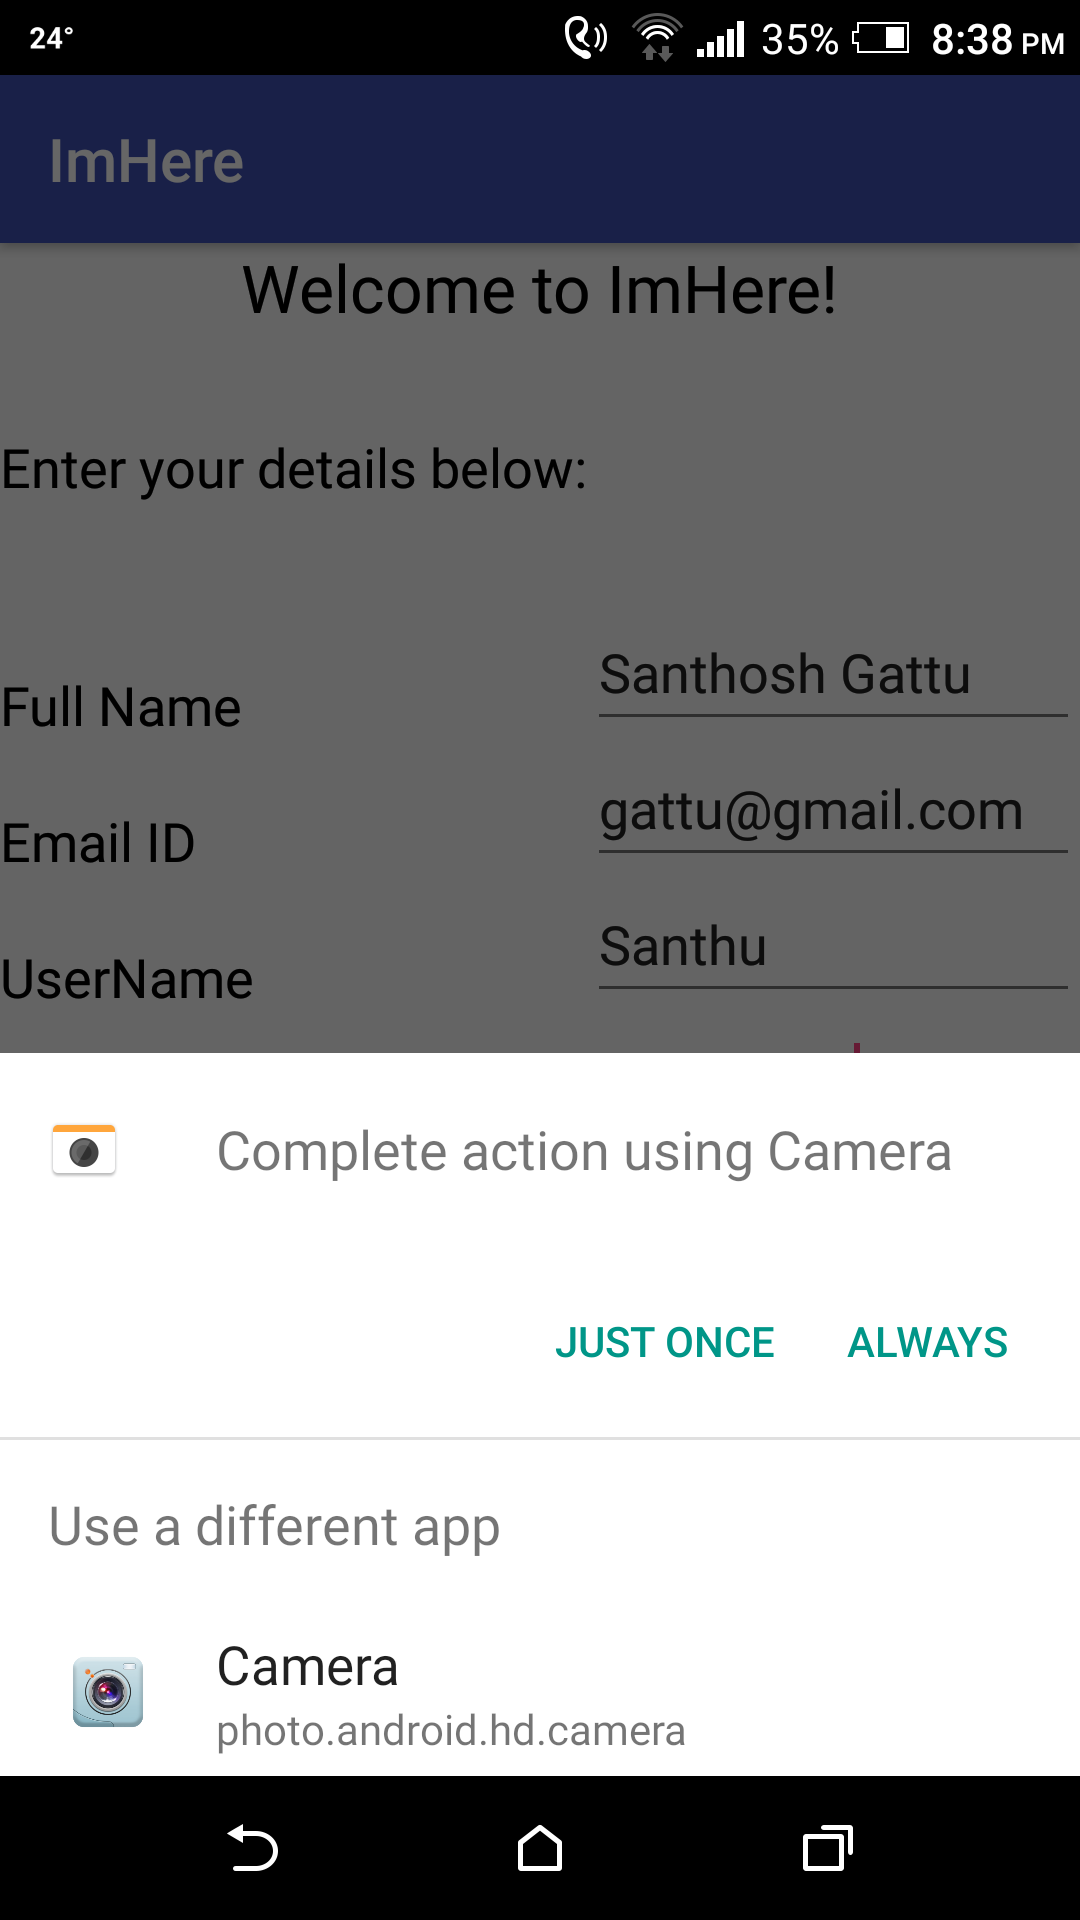 24°
35%
8:38 PM
ImHere
Welcome to ImHere!
Enter your details below:
Full Name
Santhosh Gattu
Email ID
gattu@gmail.com
UserName
Santhu
Complete action using Camera
JUST ONCE
ALWAYS
Use a different app
Camera
photo.android.hd.camera